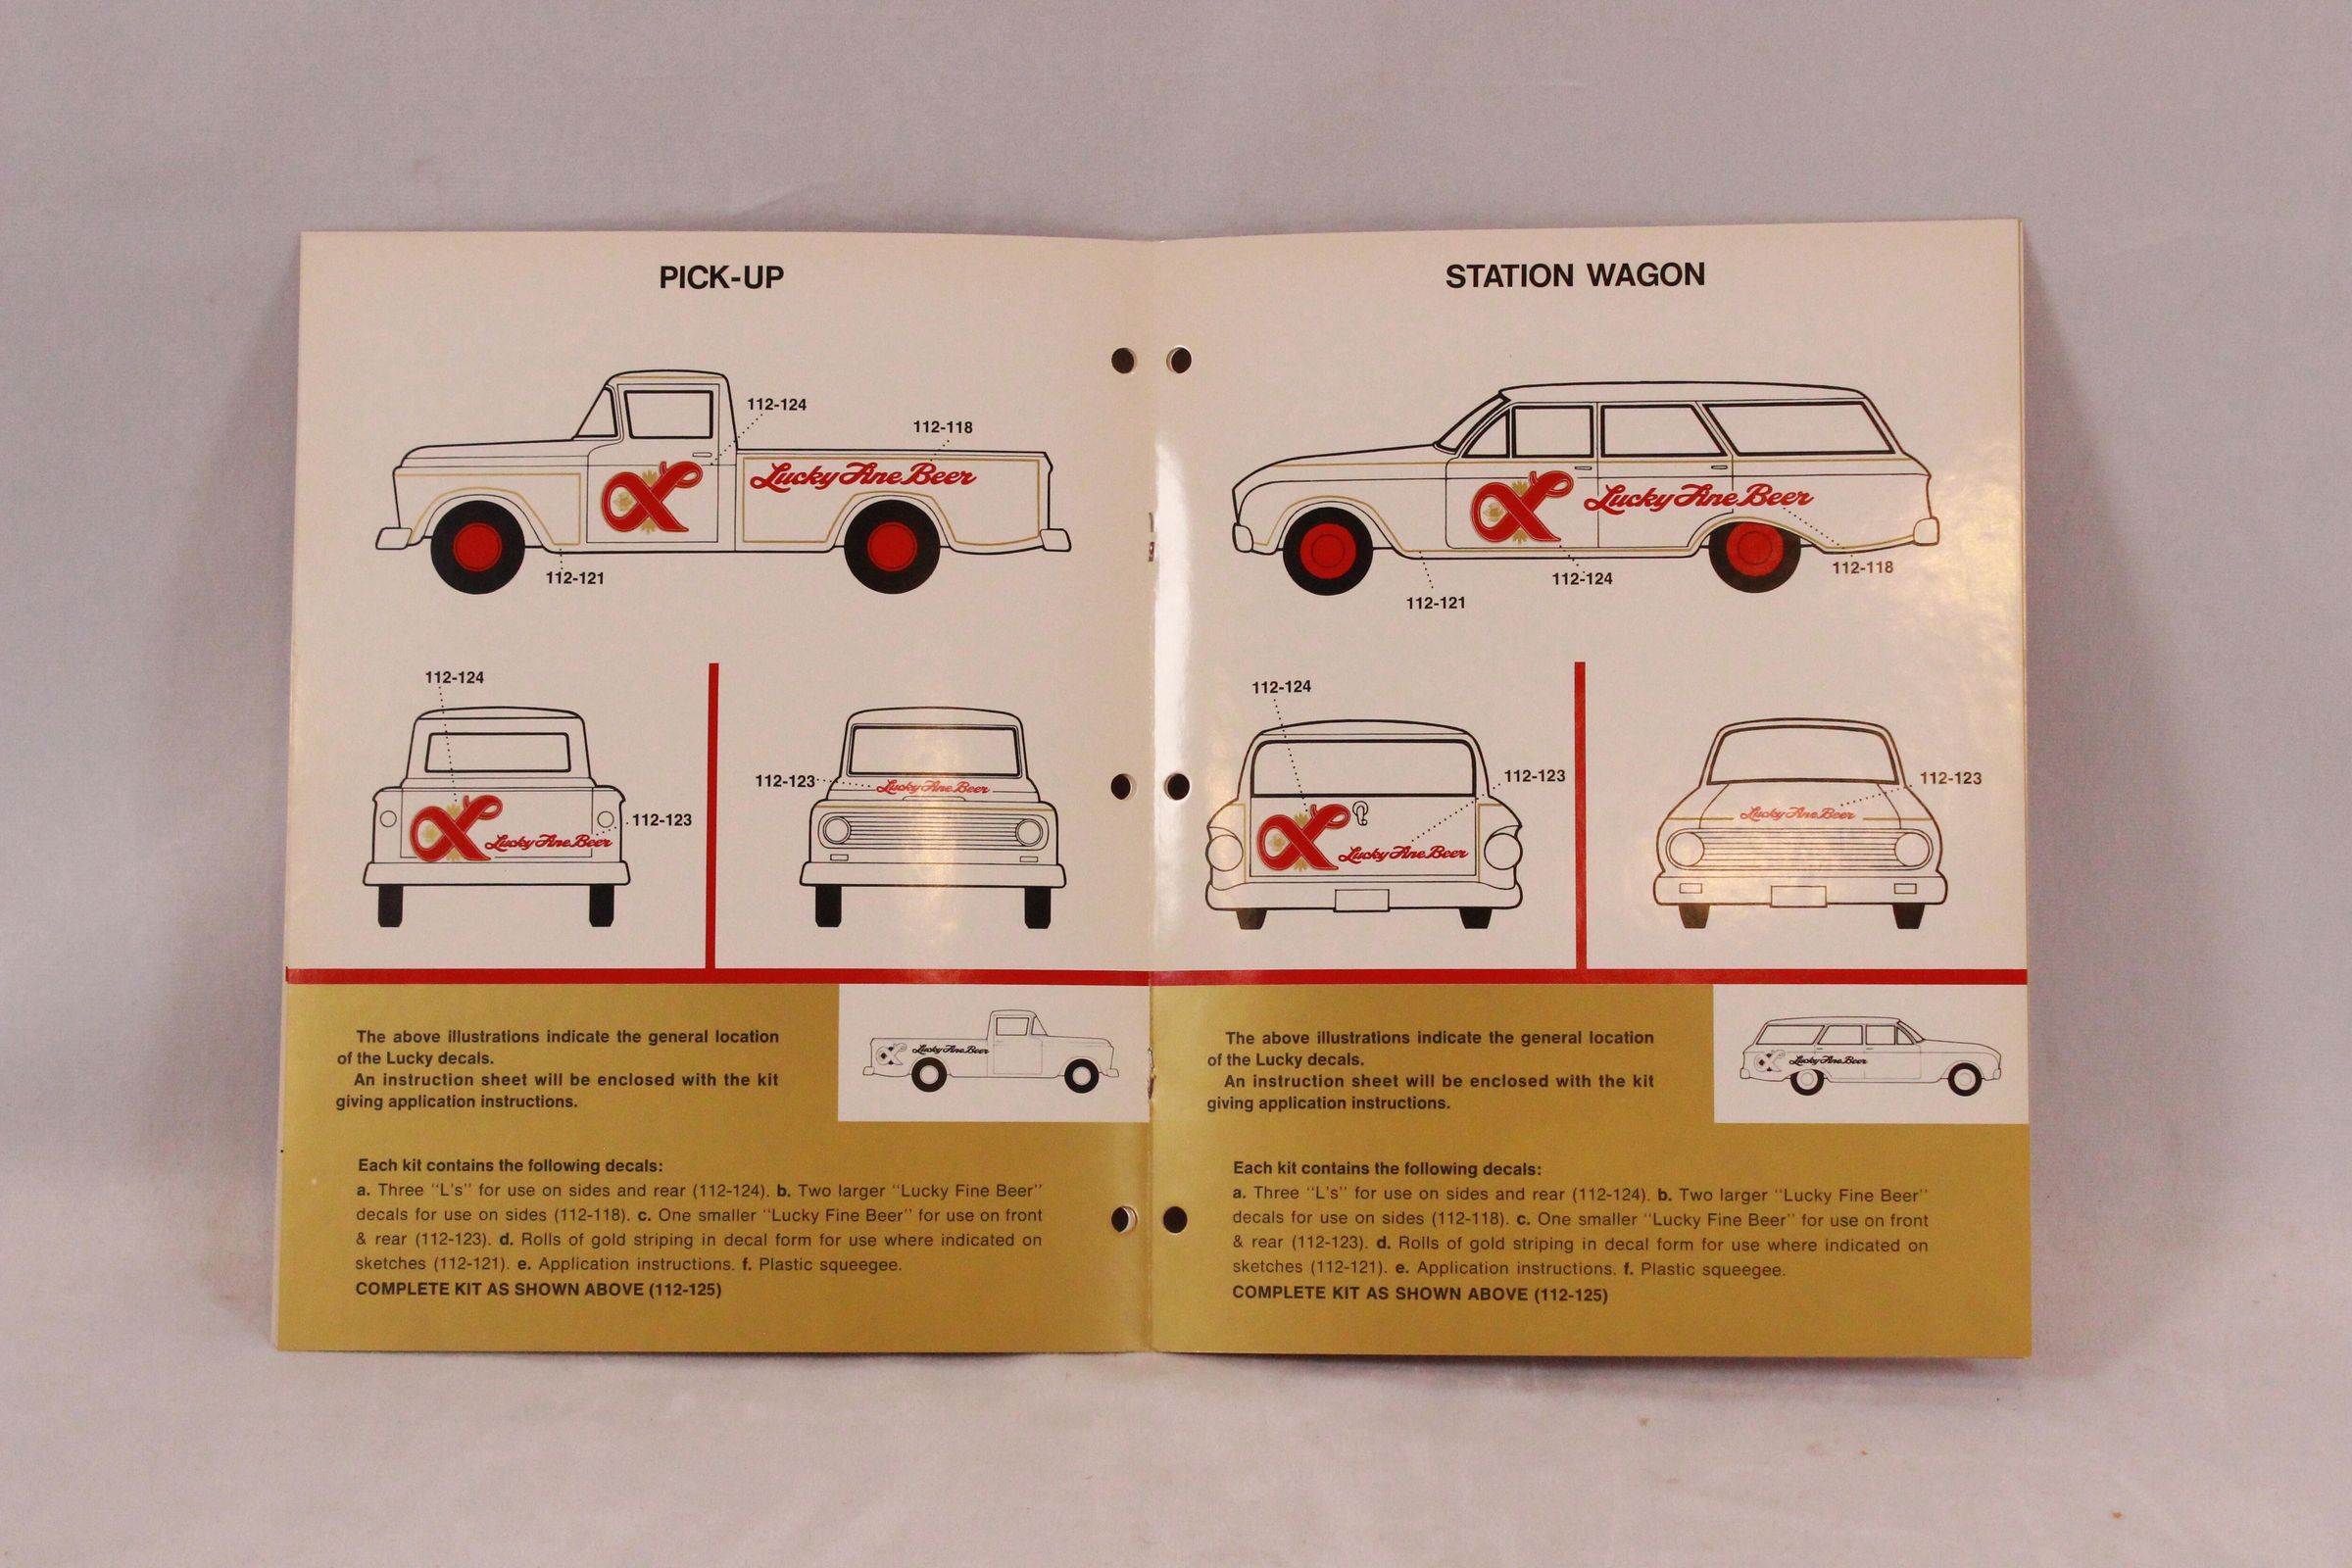 PICK-UP
112-124
112-118
Lucky Fine Beer
112-121
112-124
112-123
Lucky Fine Beer
112-123
Lucky Fine Beer
The above illustrations indicate the general location
of the Lucky decals.
An instruction sheet will be enclosed with the kit
giving application instructions.
Lucky Fine Beer
Each kit contains the following decals:
a. Three "L's" for use on sides and rear (112-124). b. Two larger "Lucky Fine Beer"
decals for use on sides (112-118). c. One smaller "Lucky Fine Beer" for use on front
& rear (112-123). d. Rolls of gold striping in decal form for use where indicated on
sketches (112-121). e. Application instructions. f. Plastic squeegee.
COMPLETE KIT AS SHOWN ABOVE (112-125)
STATION WAGON
L
Lucky Fine Beer
112-118
112-124
112-121
112-124
112-123
Lucky Fine Beer
112-123
Lucky Fine Beer
The above illustrations indicate the general location
of the Lucky decals.
An instruction sheet will be enclosed with the kit
giving application instructions.
Lucky Fine Beer
Each kit contains the following decals:
a. Three "L's" for use on sides and rear (112-124). b. Two larger "Lucky Fine Beer"
decals for use on sides (112-118). c. One smaller "Lucky Fine Beer" for use on front
& rear (112-123). d. Rolls of gold striping in decal form for use where indicated on
sketches (112-121). e. Application instructions. f. Plastic squeegee.
COMPLETE KIT AS SHOWN ABOVE (112-125)